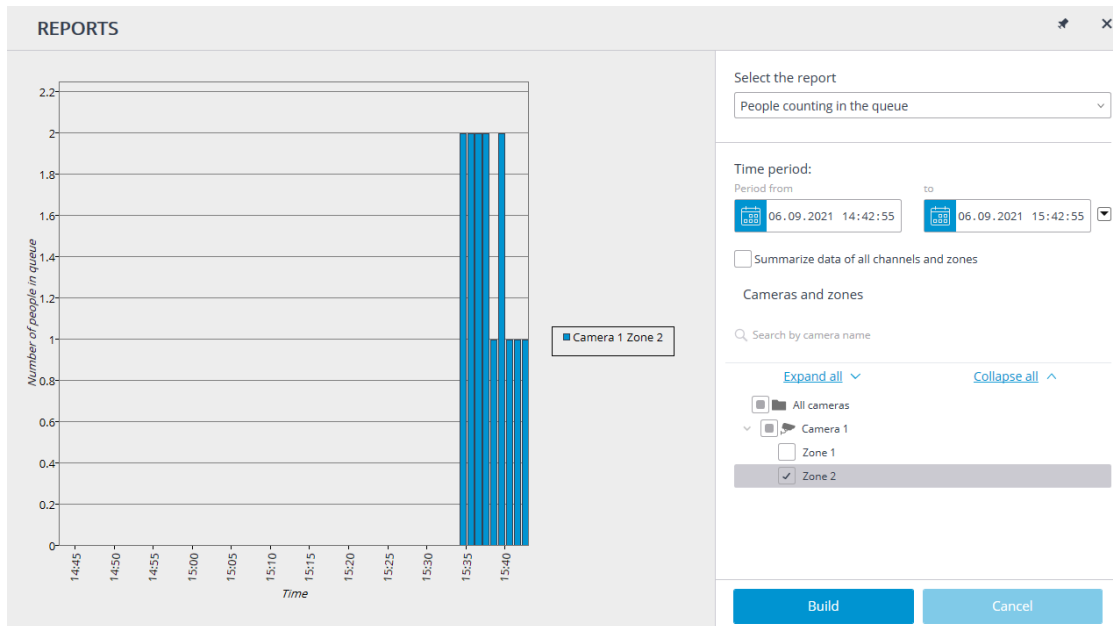 REPORTS
2.2
2
1.8
1.6
1.4
1.2
1
0.8
0.6
0.4
0.2
0
Number of people in queue
14:45
14:50
14:55
15:00
15:05
15:10
15:15
15:20
15:25
15:30
15:35
15:40
Time
Camera 1 Zone 2
Select the report
People counting in the queue
Time period:
Period from to
06.09.2021 14:42:55 06.09.2021 15:42:55
Summarize data of all channels and zones
Cameras and zones
Search by camera name
Expand all Collapse all
All cameras
Camera 1
Zone 1
Zone 2
Build Cancel